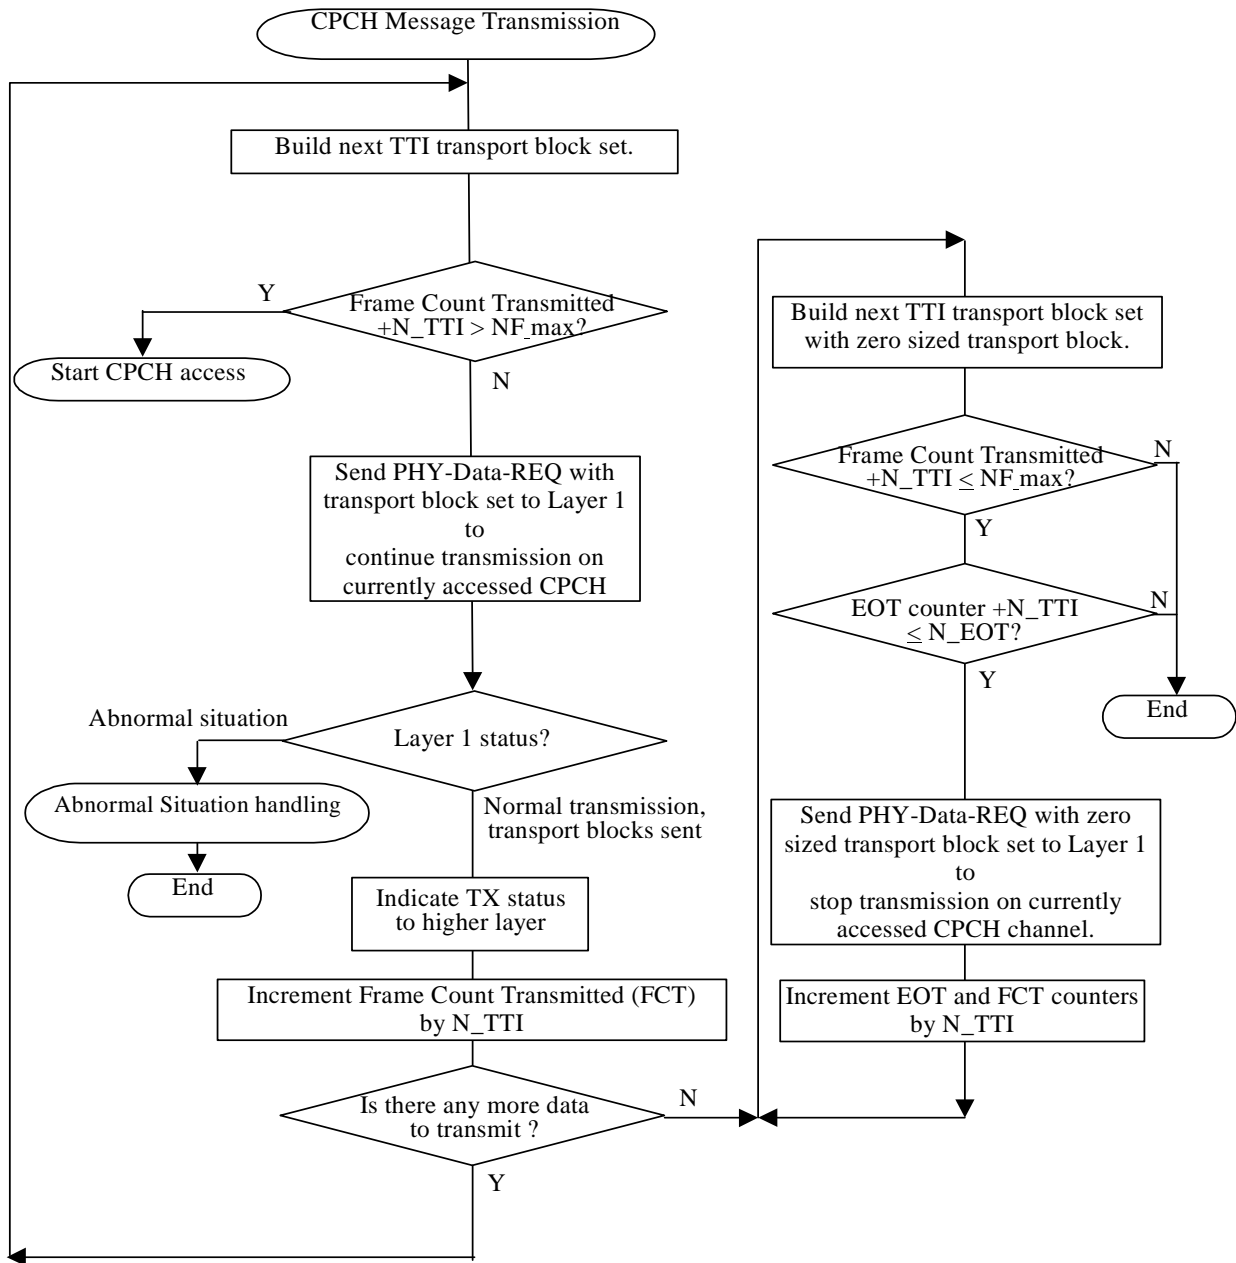 CPCH Message Transmission
Build next TTI transport block set.
Y
Frame Count Transmitted
+N_TTI > NF_max?
Start CPCH access
N
Send PHY-Data-REQ with
transport block set to Layer 1
to
continue transmission on
currently accessed CPCH
Abnormal situation
Layer 1 status?
Abnormal Situation handling
End
Normal transmission,
transport blocks sent
Indicate TX status
to higher layer
Increment Frame Count Transmitted (FCT)
by N_TTI
Is there any more data
to transmit ?
N
Y
Build next TTI transport block set
with zero sized transport block.
Frame Count Transmitted
+N_TTI ≤ NF_max?
N
Y
EOT counter +N_TTI
≤ N_EOT?
N
Y
End
Send PHY-Data-REQ with zero
sized transport block set to Layer 1
to
stop transmission on currently
accessed CPCH channel.
Increment EOT and FCT counters
by N_TTI